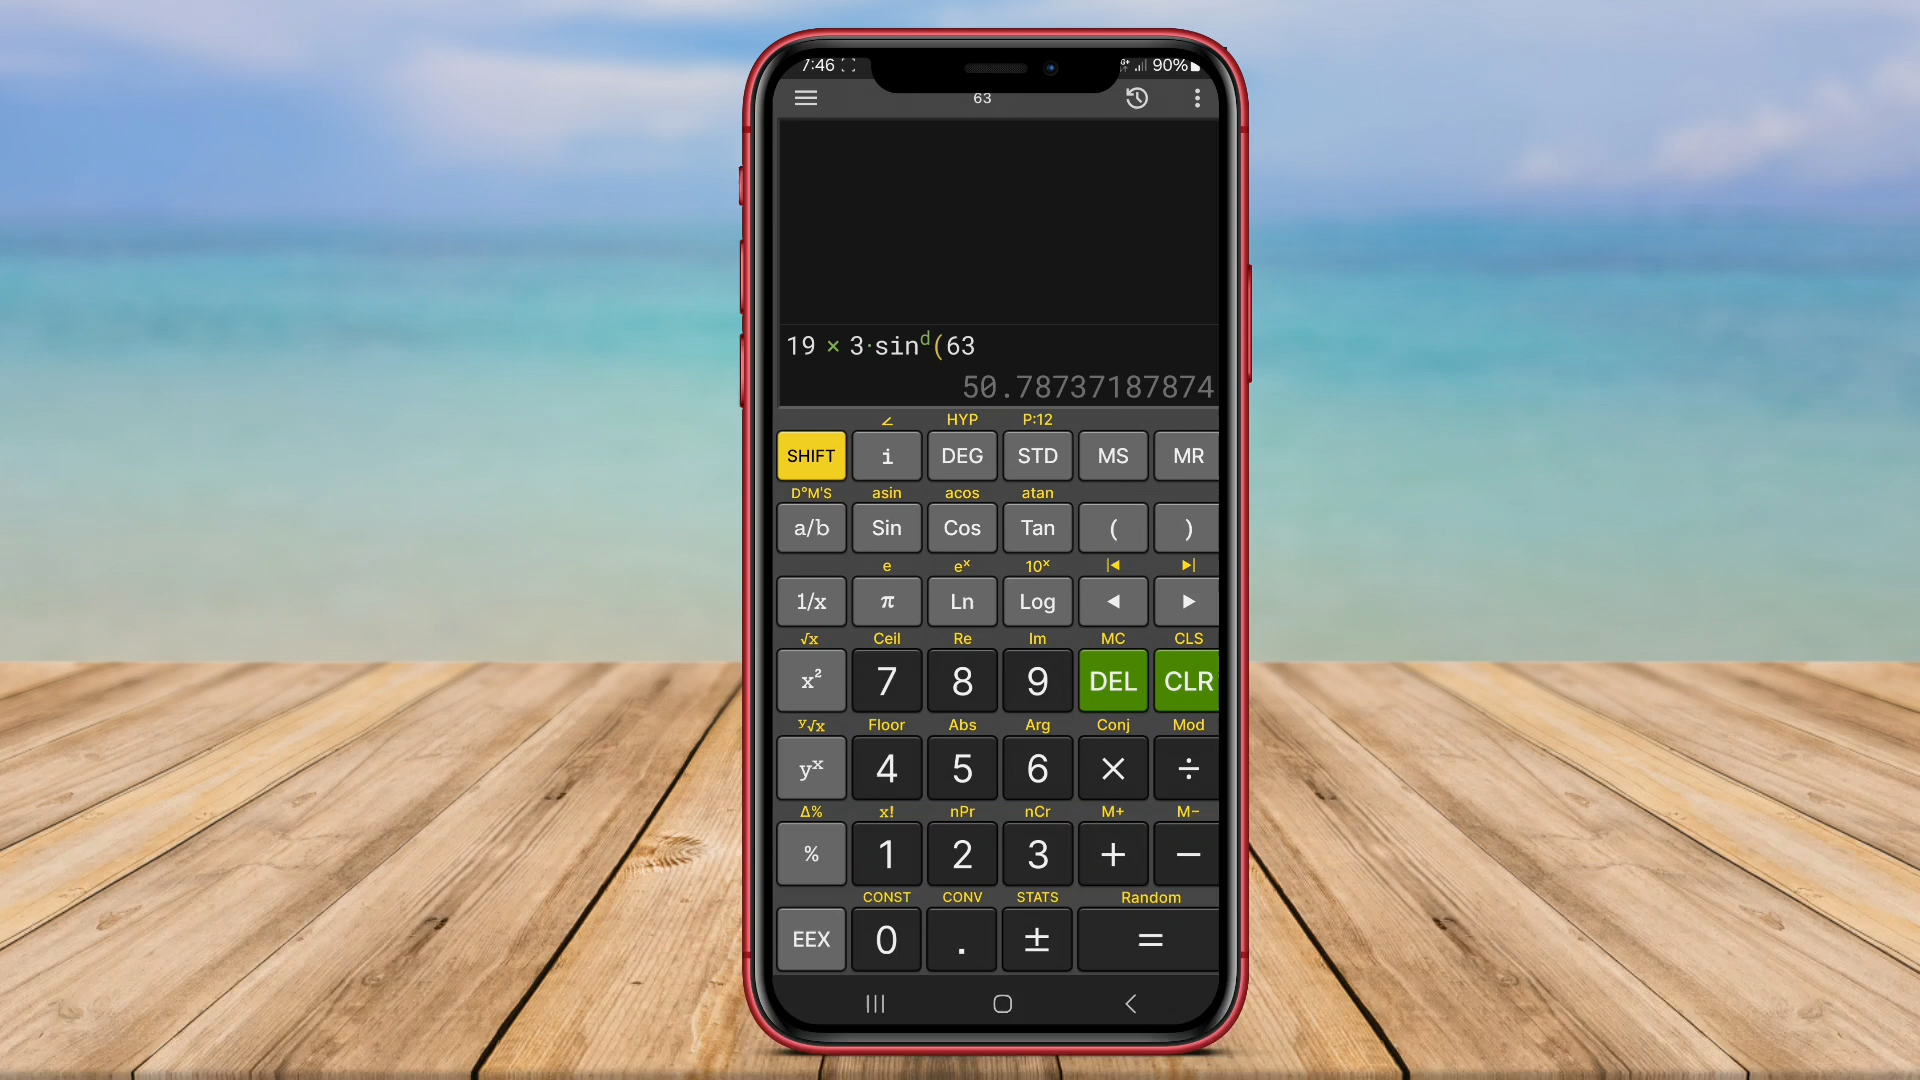 7:46 90%
63
19 × 3·sinᵈ(63
50.78737187874
∠ HYP P:12
SHIFT i DEG STD MS MR
D°M'S asin acos atan
a/b Sin Cos Tan ( )
e eˣ 10ˣ |◀ ▶|
1/x π Ln Log ◀ ▶
√x Ceil Re Im MC CLS
x² 7 8 9 DEL CLR
ʸ√x Floor Abs Arg Conj Mod
yˣ 4 5 6 × ÷
Δ% x! nPr nCr M+ M−
% 1 2 3 + −
CONST CONV STATS Random
EEX 0 . ± =